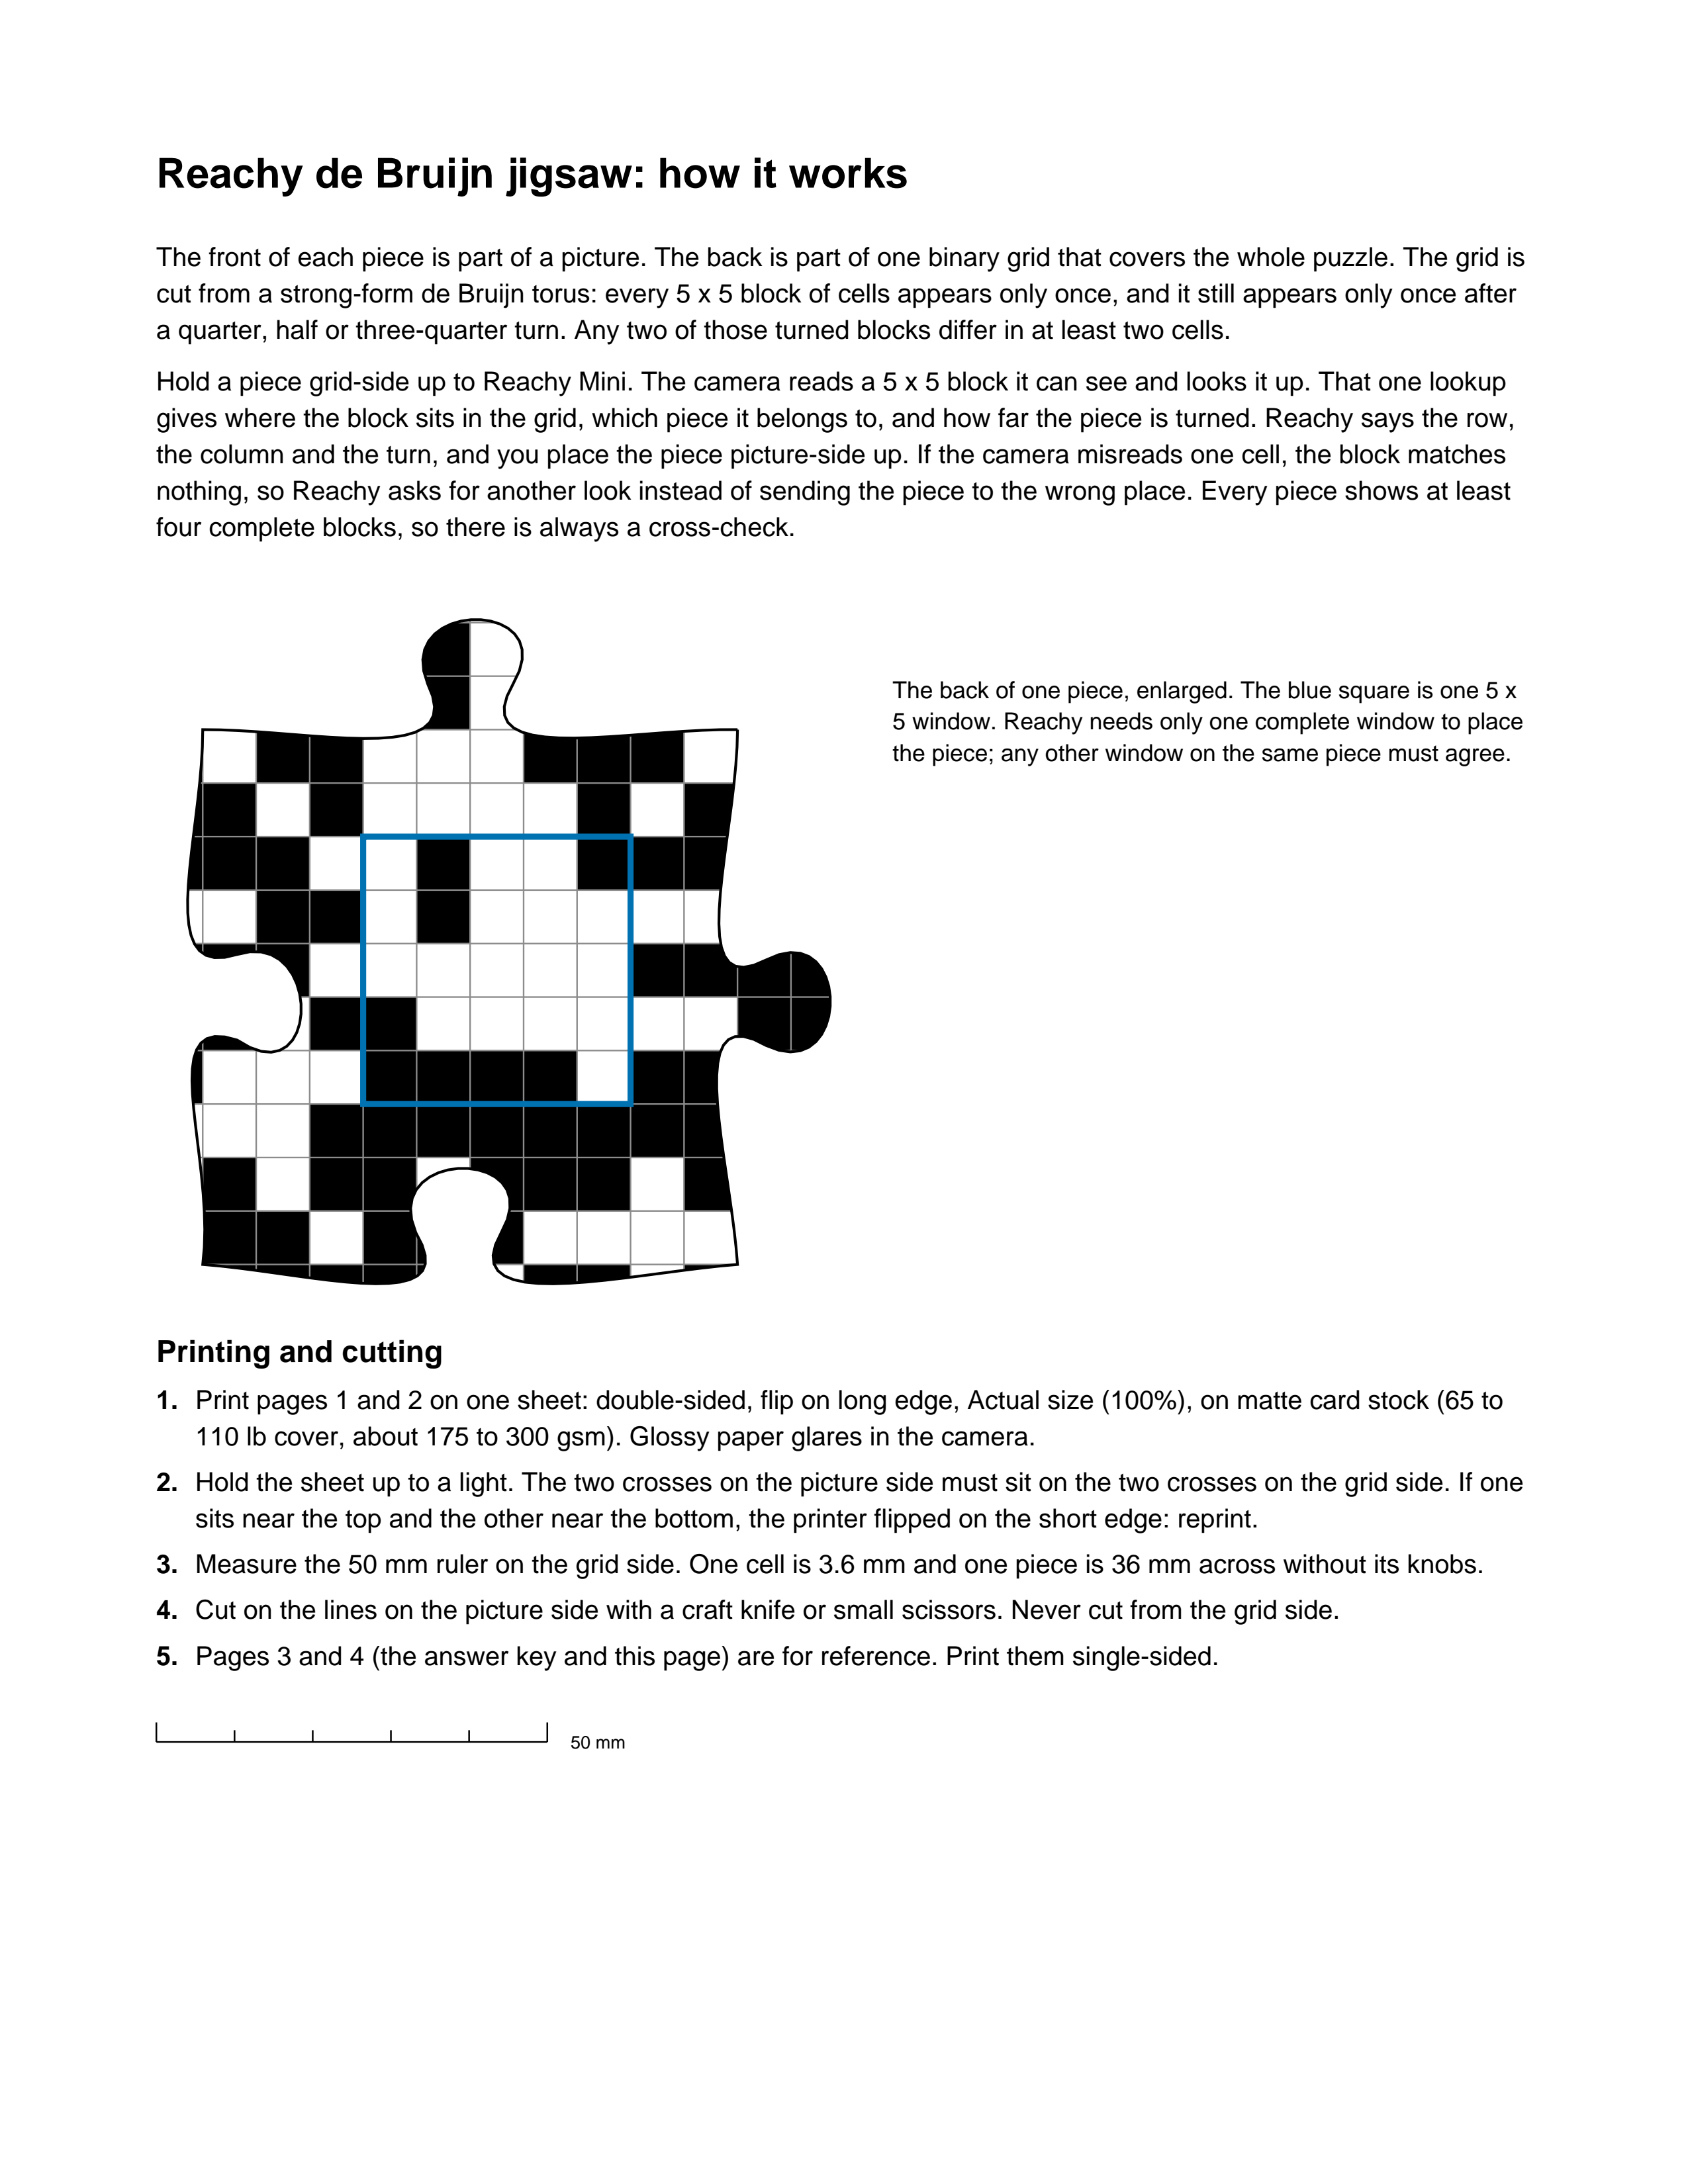 Reachy de Bruijn jigsaw: how it works
The front of each piece is part of a picture. The back is part of one binary grid that covers the whole puzzle. The grid is
cut from a strong-form de Bruijn torus: every 5 x 5 block of cells appears only once, and it still appears only once after
a quarter, half or three-quarter turn. Any two of those turned blocks differ in at least two cells.
Hold a piece grid-side up to Reachy Mini. The camera reads a 5 x 5 block it can see and looks it up. That one lookup
gives where the block sits in the grid, which piece it belongs to, and how far the piece is turned. Reachy says the row,
the column and the turn, and you place the piece picture-side up. If the camera misreads one cell, the block matches
nothing, so Reachy asks for another look instead of sending the piece to the wrong place. Every piece shows at least
four complete blocks, so there is always a cross-check.
The back of one piece, enlarged. The blue square is one 5 x
5 window. Reachy needs only one complete window to place
the piece; any other window on the same piece must agree.
Printing and cutting
1. Print pages 1 and 2 on one sheet: double-sided, flip on long edge, Actual size (100%), on matte card stock (65 to
110 lb cover, about 175 to 300 gsm). Glossy paper glares in the camera.
2. Hold the sheet up to a light. The two crosses on the picture side must sit on the two crosses on the grid side. If one
sits near the top and the other near the bottom, the printer flipped on the short edge: reprint.
3. Measure the 50 mm ruler on the grid side. One cell is 3.6 mm and one piece is 36 mm across without its knobs.
4. Cut on the lines on the picture side with a craft knife or small scissors. Never cut from the grid side.
5. Pages 3 and 4 (the answer key and this page) are for reference. Print them single-sided.
50 mm